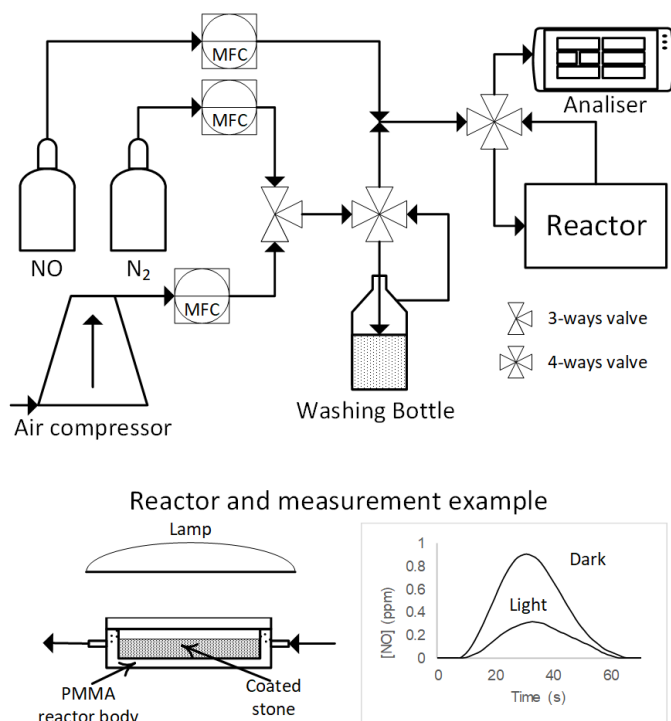 MFC
MFC
Analiser
NO
N₂
Reactor
MFC
3-ways valve
4-ways valve
Washing Bottle
Air compressor
Reactor and measurement example
Lamp
PMMA
reactor body
Coated
stone
[NO] (ppm)
1
0.8
0.6
0.4
0.2
0
Dark
Light
0 20 40 60
Time (s)